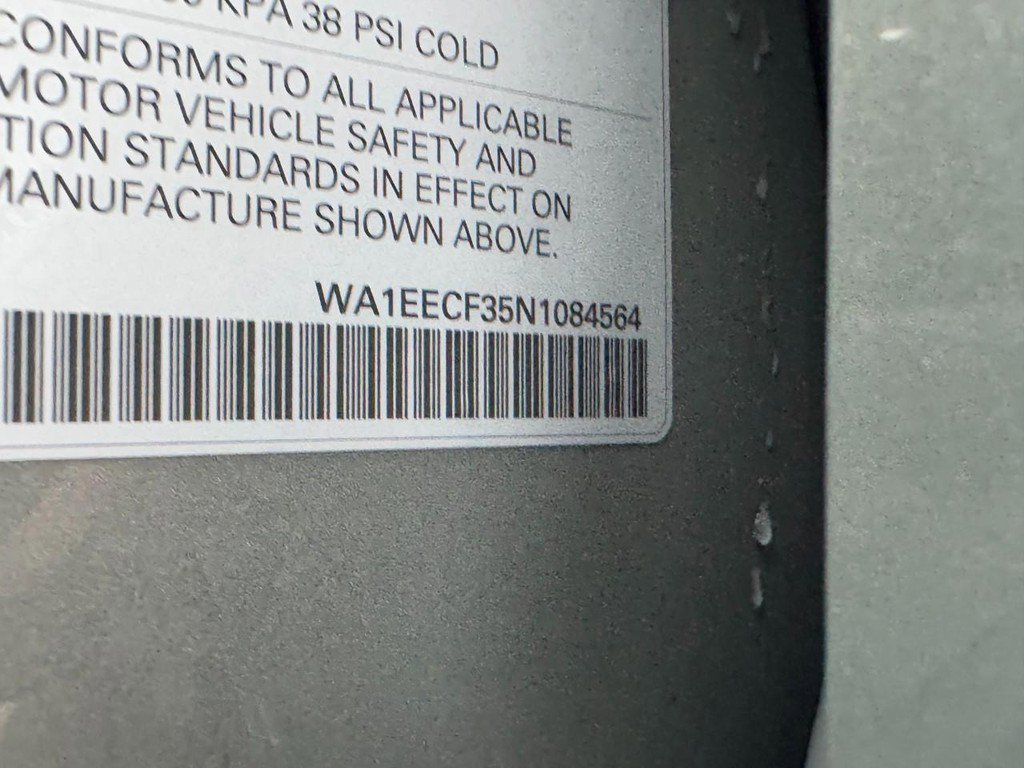 KPA 38 PSI COLD
CONFORMS TO ALL APPLICABLE
MOTOR VEHICLE SAFETY AND
TION STANDARDS IN EFFECT ON
MANUFACTURE SHOWN ABOVE.
WA1EECF35N1084564